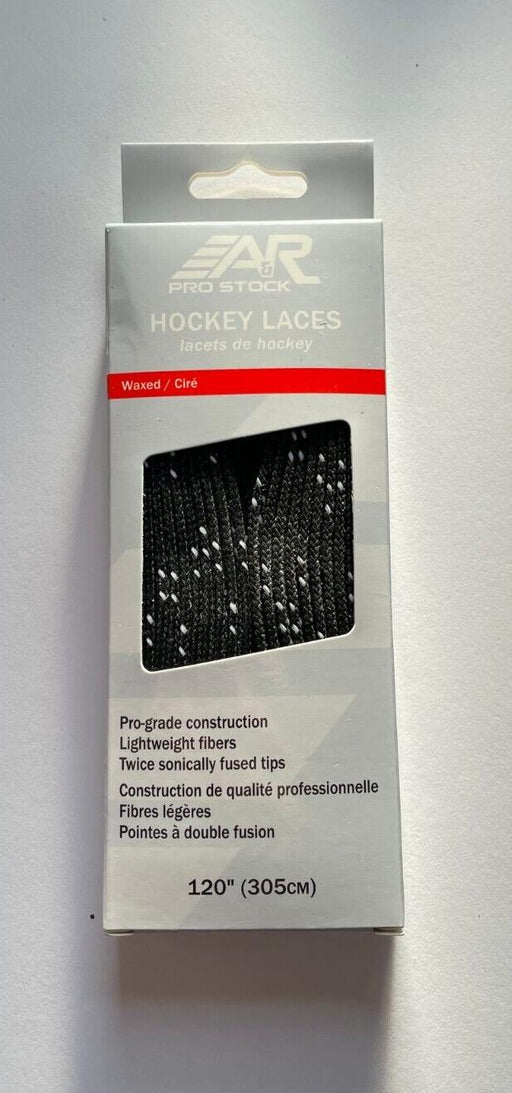 A&R
PRO STOCK
HOCKEY LACES
lacets de hockey
Waxed / Ciré
Pro-grade construction
Lightweight fibers
Twice sonically fused tips
Construction de qualité professionnelle
Fibres légères
Pointes à double fusion
120" (305CM)